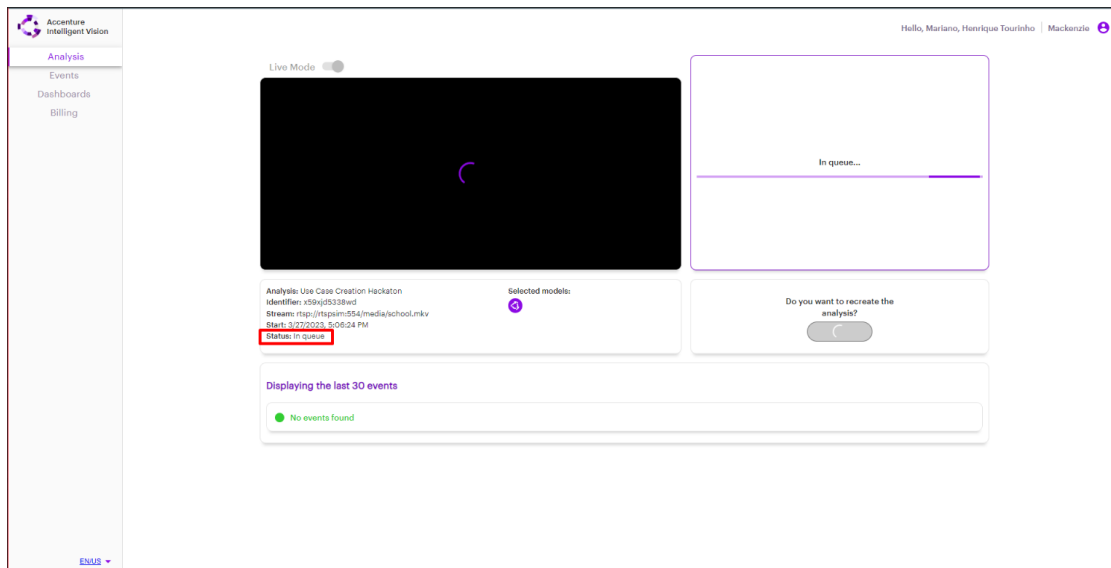 Accenture
Intelligent Vision
Hello, Mariano, Henrique Tourinho
Mackenzie
Analysis
Events
Dashboards
Billing
Live Mode
In queue...
Analysis: Use Case Creation Hackaton
Identifier: x59xjd5338wd
Stream: rtsp://rtspsim:554/media/school.mkv
Start: 3/27/2023, 5:06:24 PM
Status: In queue
Selected models:
Do you want to recreate the
analysis?
Displaying the last 30 events
No events found
EN/US